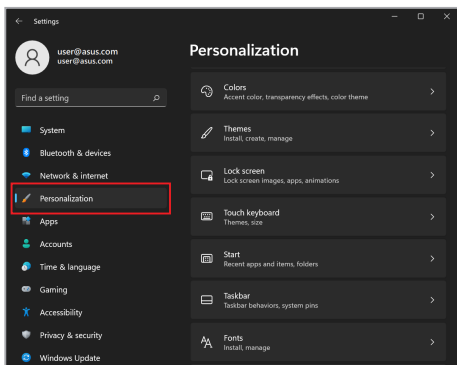 Settings
user@asus.com
user@asus.com
Find a setting
System
Bluetooth & devices
Network & internet
Personalization
Apps
Accounts
Time & language
Gaming
Accessibility
Privacy & security
Windows Update
Personalization
Colors
Accent color, transparency effects, color theme
Themes
Install, create, manage
Lock screen
Lock screen images, apps, animations
Touch keyboard
Themes, size
Start
Recent apps and items, folders
Taskbar
Taskbar behaviors, system pins
Fonts
Install, manage